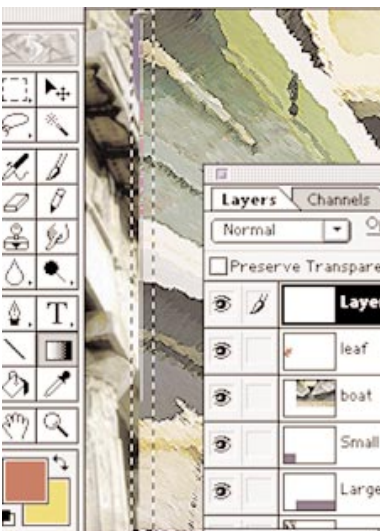 Layers Channels
Normal
Preserve Transpare
Laye
leaf
boat
Small
Large
T